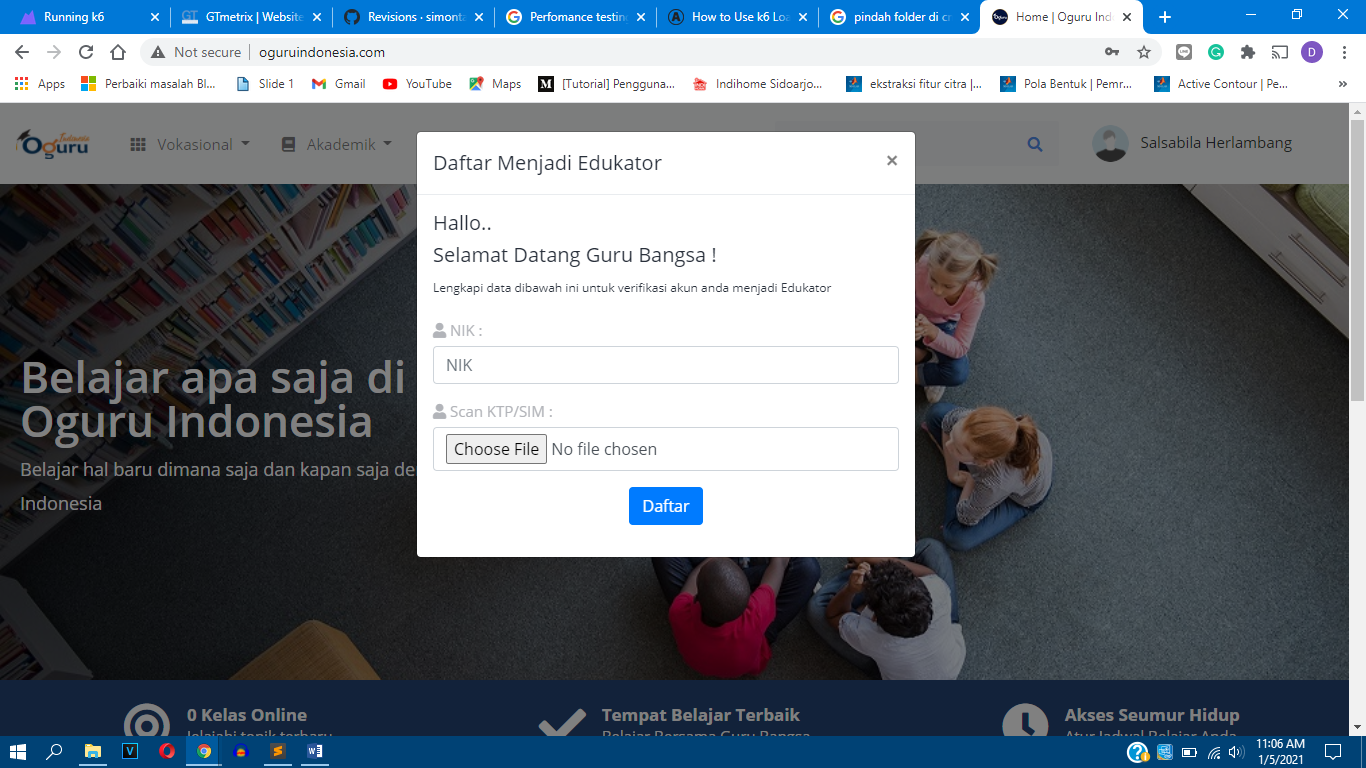 Running k6
GTmetrix | Website
Revisions · simonta
Perfomance testing
How to Use k6 Loa
pindah folder di c
Home | Oguru Ind
Not secure
oguruindonesia.com
D
Apps
Perbaiki masalah Bl...
Slide 1
Gmail
YouTube
Maps
[Tutorial] Pengguna...
Indihome Sidoarjo...
ekstraksi fitur citra |...
Pola Bentuk | Pemr...
Active Contour | Pe...
»
Oguru Indonesia
Vokasional
Akademik
Salsabila Herlambang
Daftar Menjadi Edukator
×
Hallo..
Selamat Datang Guru Bangsa !
Lengkapi data dibawah ini untuk verifikasi akun anda menjadi Edukator
NIK :
NIK
Scan KTP/SIM :
Choose File No file chosen
Daftar
Belajar apa saja di
Oguru Indonesia
Belajar hal baru dimana saja dan kapan saja de
Indonesia
0 Kelas Online
Jelajahi topik terbaru
Tempat Belajar Terbaik
Belajar Bersama Guru Bangsa
Akses Seumur Hidup
Atur Jadwal Belajar Anda
11:06 AM
1/5/2021